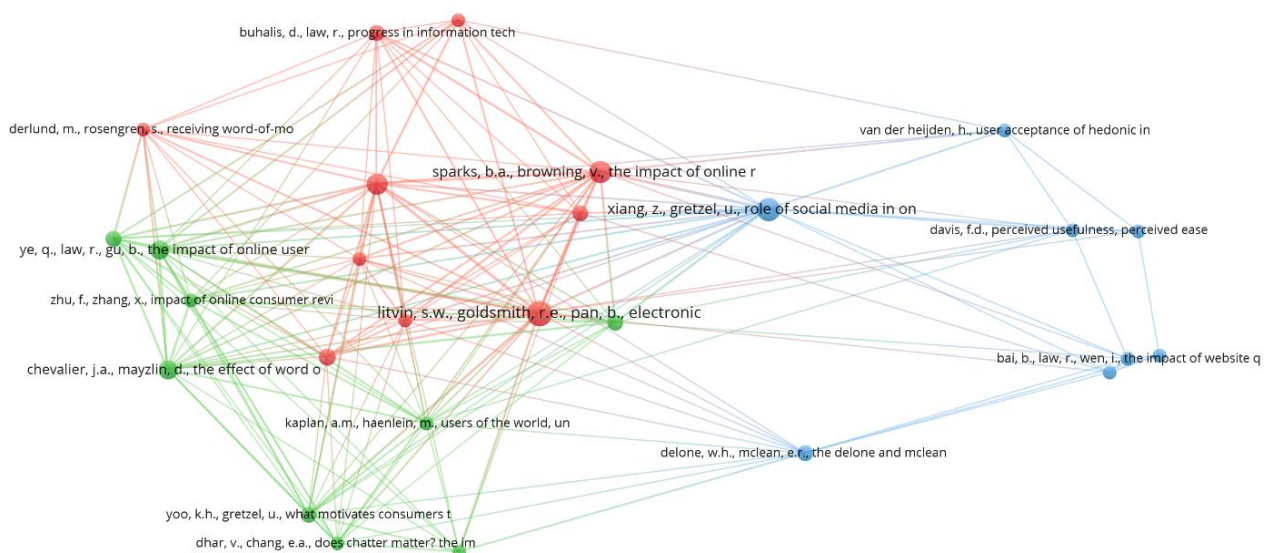 buhalis, d., law, r., progress in information tech
derlund, m., rosengren, s., receiving word-of-mo
van der heijden, h., user acceptance of hedonic in
sparks, b.a., browning, v., the impact of online r
xiang, z., gretzel, u., role of social media in on
davis, f.d., perceived usefulness, perceived ease
ye, q., law, r., gu, b., the impact of online user
zhu, f., zhang, x., impact of online consumer revi
litvin, s.w., goldsmith, r.e., pan, b., electronic
bai, b., law, r., wen, i., the impact of website q
chevalier, j.a., mayzlin, d., the effect of word o
kaplan, a.m., haenlein, m., users of the world, un
delone, w.h., mclean, e.r., the delone and mclean
yoo, k.h., gretzel, u., what motivates consumers t
dhar, v., chang, e.a., does chatter matter? the im